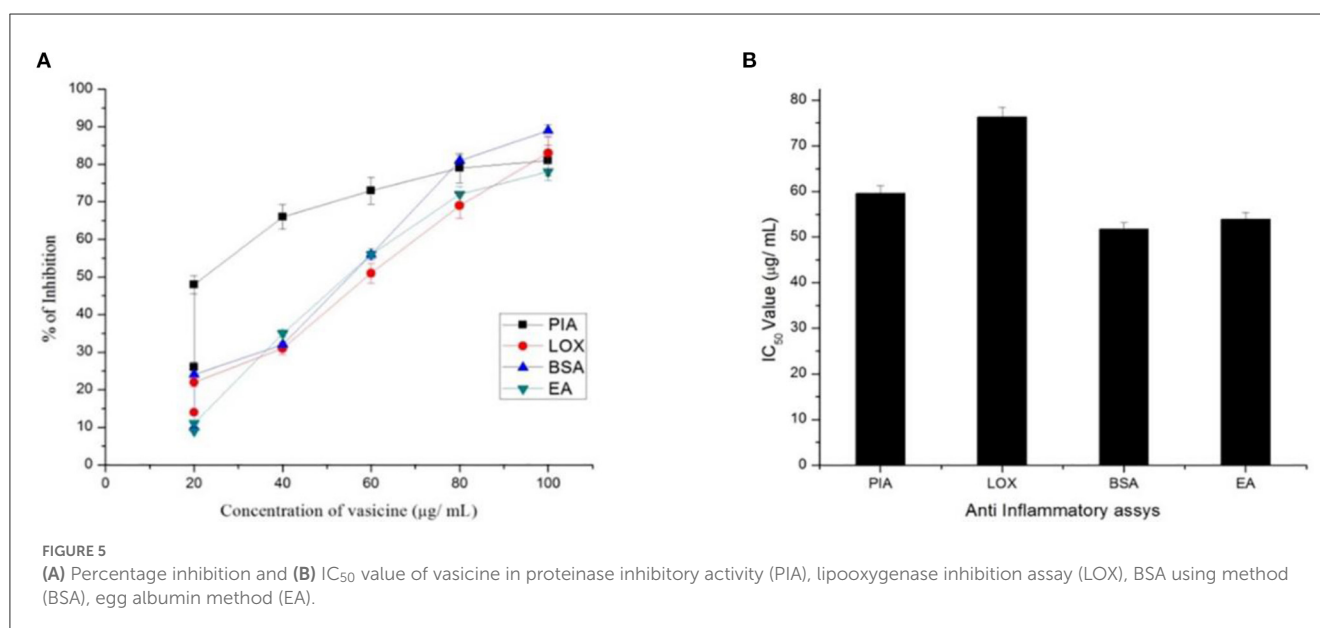 A
100
90
80
70
60
50
40
30
20
10
0
% of Inhibition
0
20
40
60
80
100
Concentration of vasicine (μg/ mL)
PIA
LOX
BSA
EA
B
80
70
60
50
40
30
20
10
0
IC50 Value (μg/ mL)
PIA
LOX
BSA
EA
Anti Inflammatory assys
FIGURE 5
(A) Percentage inhibition and (B) IC50 value of vasicine in proteinase inhibitory activity (PIA), lipooxygenase inhibition assay (LOX), BSA using method
(BSA), egg albumin method (EA).